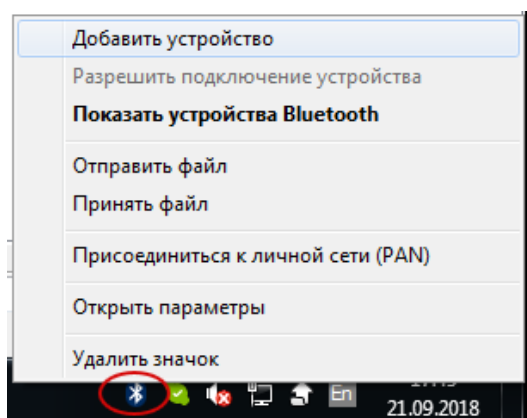 Добавить устройство
Разрешить подключение устройства
Показать устройства Bluetooth
Отправить файл
Принять файл
Присоединиться к личной сети (PAN)
Открыть параметры
Удалить значок
En
21.09.2018